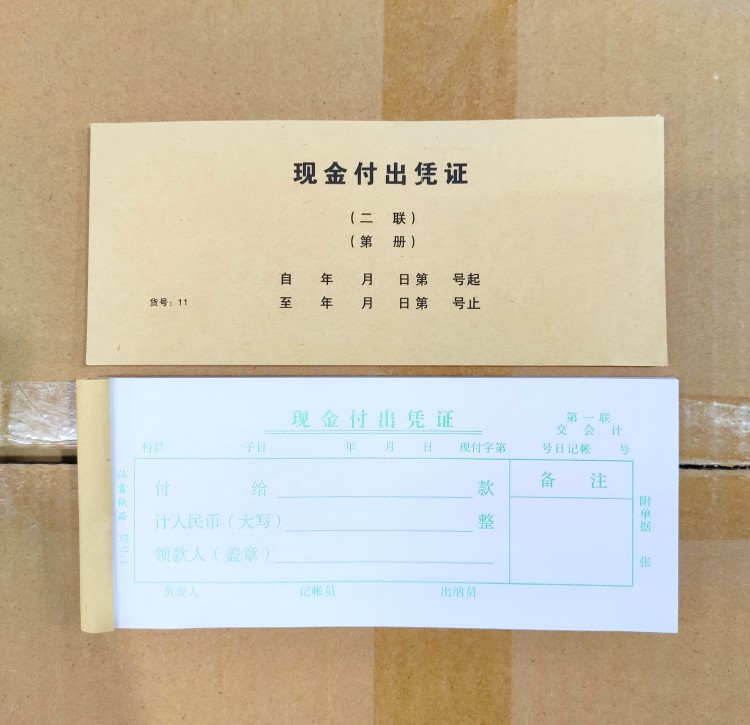 现金付出凭证
（二 联）
（第 册）
自 年 月 日第 号起
货号：11 至 年 月 日第 号止
现金付出凭证
第一联
交 会 计
科目 子目 年 月 日 现付字第 号日记帐 号
付 给 款
备 注
计人民币（大写） 整
领款人（盖章）
附单据 张
负责人 记帐员 出纳员